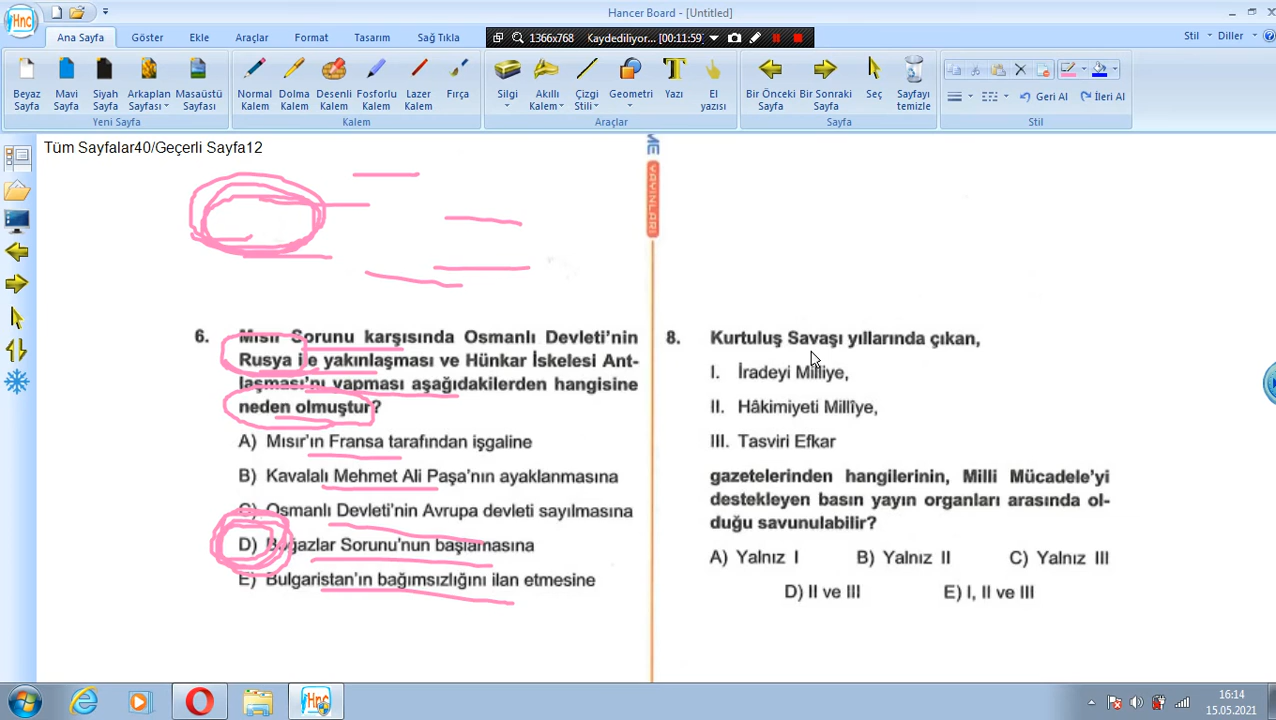 Hnc
Hancer Board - [Untitled]
Ana Sayfa Göster Ekle Araçlar Format Tasarım Sağ Tıkla
1366x768 Kaydediliyor... [00:11:59]
Stil Diller
Beyaz Sayfa
Mavi Sayfa
Siyah Sayfa
Arkaplan Sayfası
Masaüstü Sayfası
Yeni Sayfa
Normal Kalem
Dolma Kalem
Desenli Kalem
Fosforlu Kalem
Lazer Kalem
Fırça
Kalem
Silgi
Akıllı Kalem
Çizgi Stili
Geometri
Yazı
El yazısı
Araçlar
Bir Önceki Sayfa
Bir Sonraki Sayfa
Seç
Sayfayı temizle
Sayfa
Geri Al İleri Al
Stil
Tüm Sayfalar40/Geçerli Sayfa12
ME YAYINLARI
6. Mısır Sorunu karşısında Osmanlı Devleti'nin
Rusya ile yakınlaşması ve Hünkar İskelesi Ant-
laşması'nı yapması aşağıdakilerden hangisine
neden olmuştur?
A) Mısır'ın Fransa tarafından işgaline
B) Kavalalı Mehmet Ali Paşa'nın ayaklanmasına
C) Osmanlı Devleti'nin Avrupa devleti sayılmasına
D) Boğazlar Sorunu'nun başlamasına
E) Bulgaristan'ın bağımsızlığını ilan etmesine
8. Kurtuluş Savaşı yıllarında çıkan,
I. İradeyi Milliye,
II. Hâkimiyeti Millîye,
III. Tasviri Efkar
gazetelerinden hangilerinin, Milli Mücadele'yi
destekleyen basın yayın organları arasında ol-
duğu savunulabilir?
A) Yalnız I B) Yalnız II C) Yalnız III
D) II ve III E) I, II ve III
Hnc
16:14
15.05.2021